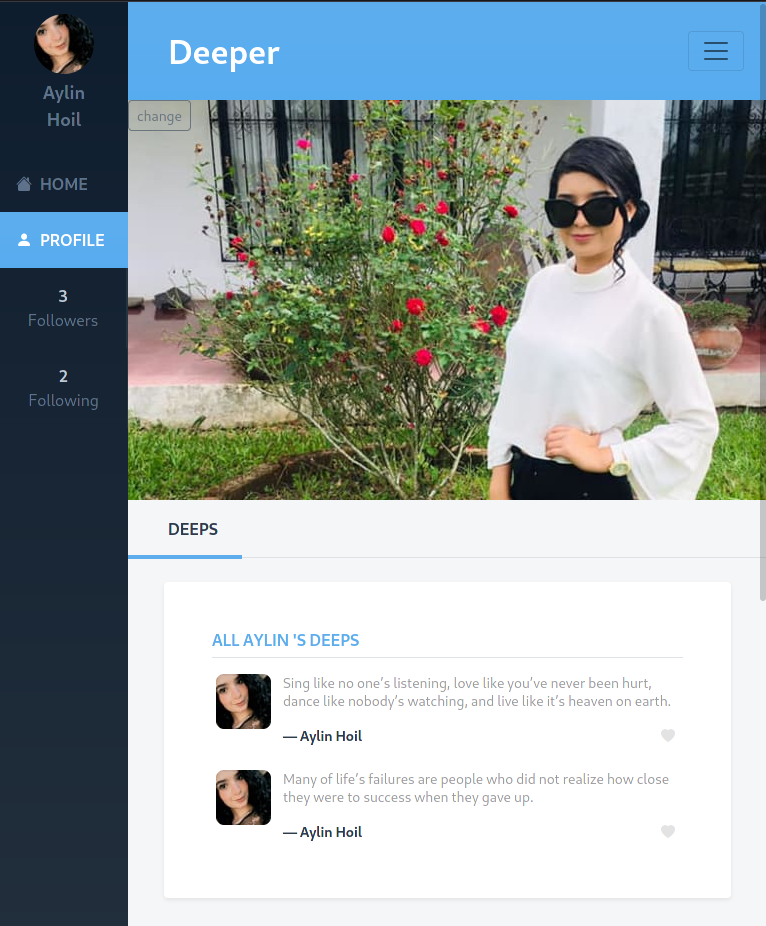 Aylin
Hoil
HOME
PROFILE
3
Followers
2
Following
Deeper
change
DEEPS
ALL AYLIN 'S DEEPS
Sing like no one’s listening, love like you’ve never been hurt,
dance like nobody’s watching, and live like it’s heaven on earth.
— Aylin Hoil
Many of life’s failures are people who did not realize how close
they were to success when they gave up.
— Aylin Hoil